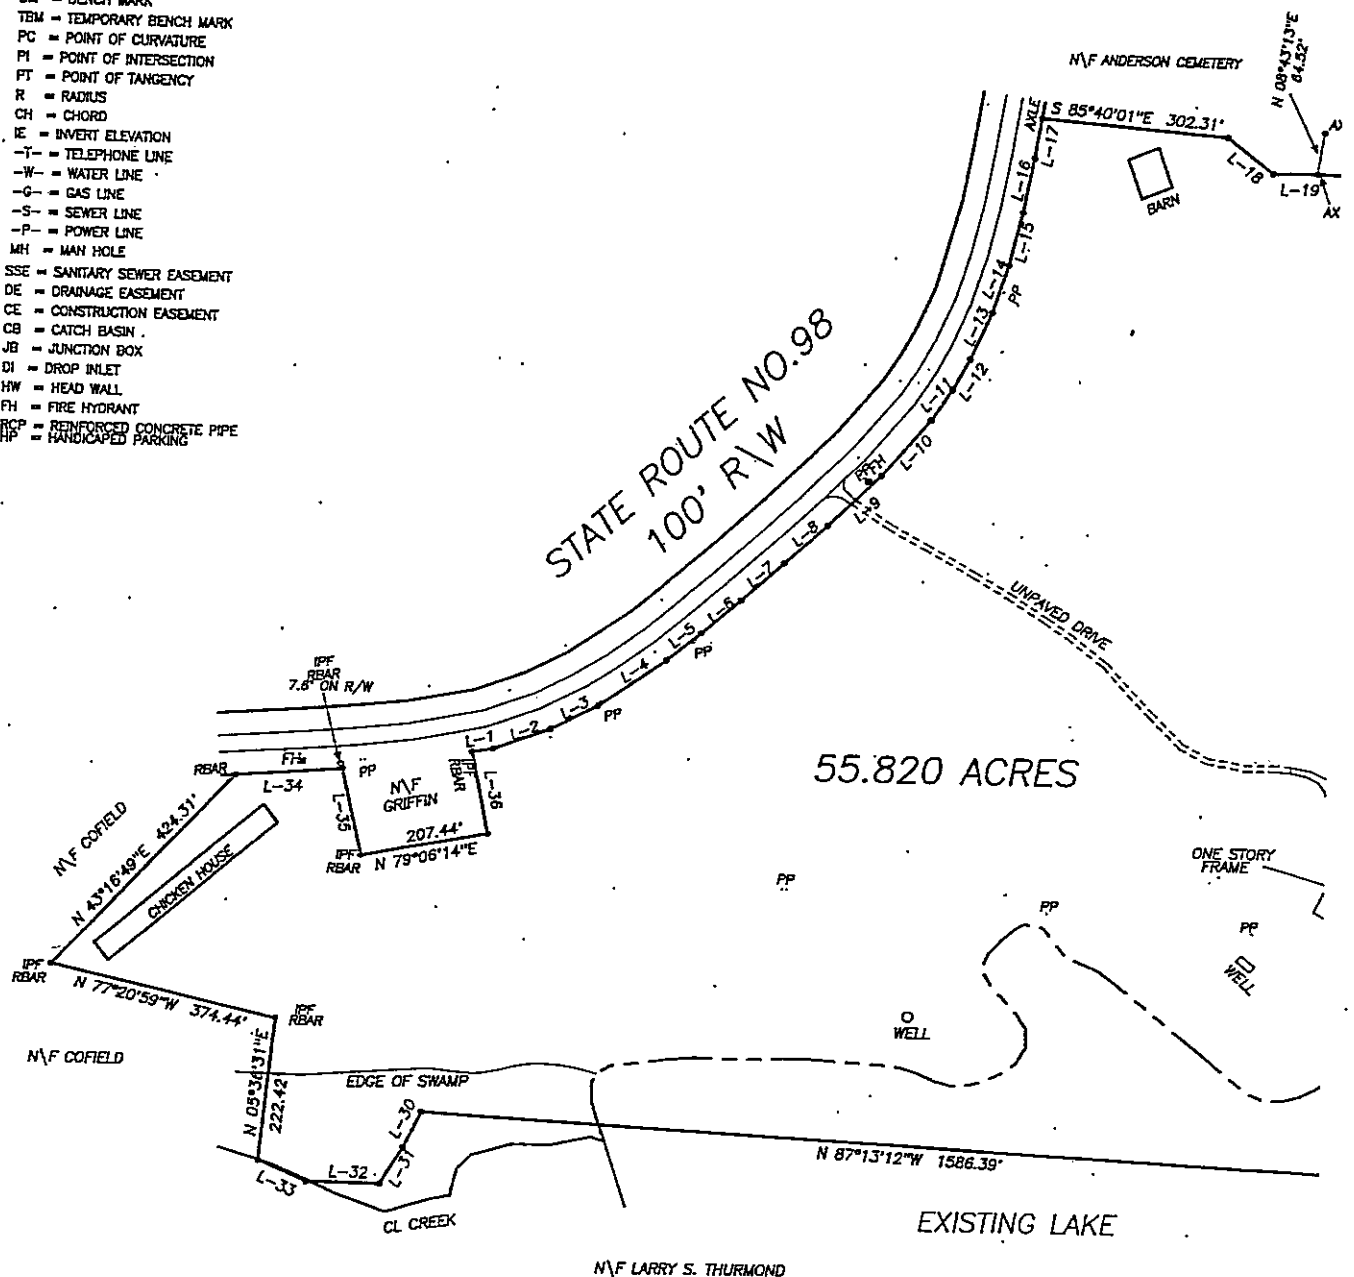 BENCH MARK
TBM = TEMPORARY BENCH MARK
PC = POINT OF CURVATURE
PI = POINT OF INTERSECTION
PT = POINT OF TANGENCY
R = RADIUS
CH = CHORD
IE = INVERT ELEVATION
-T- = TELEPHONE LINE
-W- = WATER LINE
-G- = GAS LINE
-S- = SEWER LINE
-P- = POWER LINE
MH = MAN HOLE
SSE = SANITARY SEWER EASEMENT
DE = DRAINAGE EASEMENT
CE = CONSTRUCTION EASEMENT
CB = CATCH BASIN
JB = JUNCTION BOX
DI = DROP INLET
HW = HEAD WALL
FH = FIRE HYDRANT
RCP = REINFORCED CONCRETE PIPE
HP = HANDICAPED PARKING
N\F ANDERSON CEMETERY
N 08°43'13"E
64.52'
AXLE
S 85°40'01"E 302.31'
L-17
L-18
L-19
AX
BARN
L-16
L-15
L-14
PP
L-13
L-12
L-11
L-10
PP
FH
L-9
L-8
L-7
L-6
L-5
PP
L-4
L-3
PP
L-2
L-1
STATE ROUTE NO.98
100' R\W
UNPAVED DRIVE
IPF
RBAR
7.6' ON R/W
RBAR
FH
L-34
PP
N\F
GRIFFIN
IPF
RBAR
L-36
L-35
207.44'
N 79°06'14"E
IPF
RBAR
55.820 ACRES
N\F COFIELD
N 43°16'49"E 424.31'
CHICKEN HOUSE
ONE STORY
FRAME
PP
PP
PP
WELL
WELL
IPF
RBAR
N 77°20'59"W 374.44'
IPF
RBAR
N\F COFIELD
N 05°36'31"E
222.42'
EDGE OF SWAMP
L-30
L-31
L-32
L-33
CL CREEK
N 87°13'12"W 1586.39'
EXISTING LAKE
N\F LARRY S. THURMOND